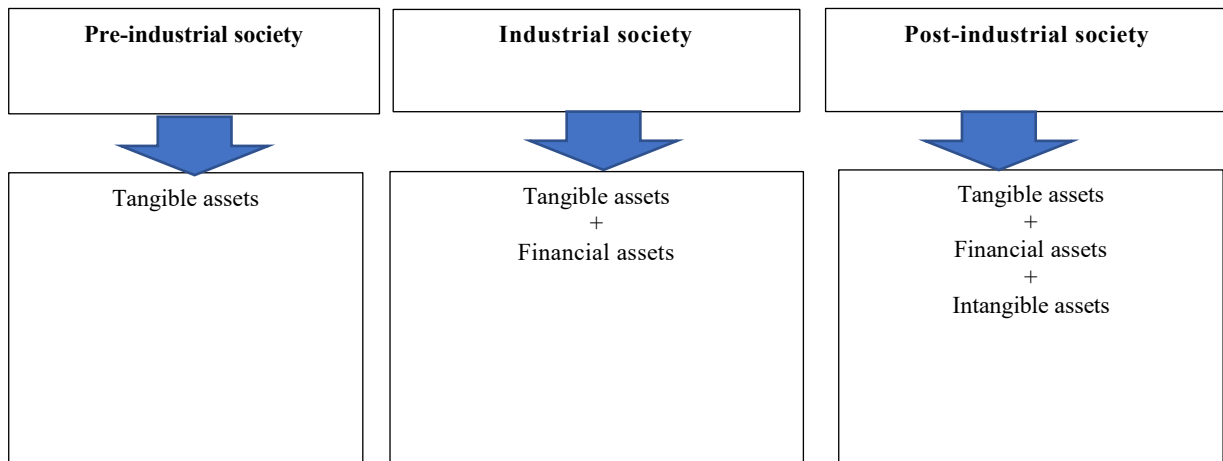 Pre-industrial society
Industrial society
Post-industrial society
Tangible assets
Tangible assets
+
Financial assets
Tangible assets
+
Financial assets
+
Intangible assets